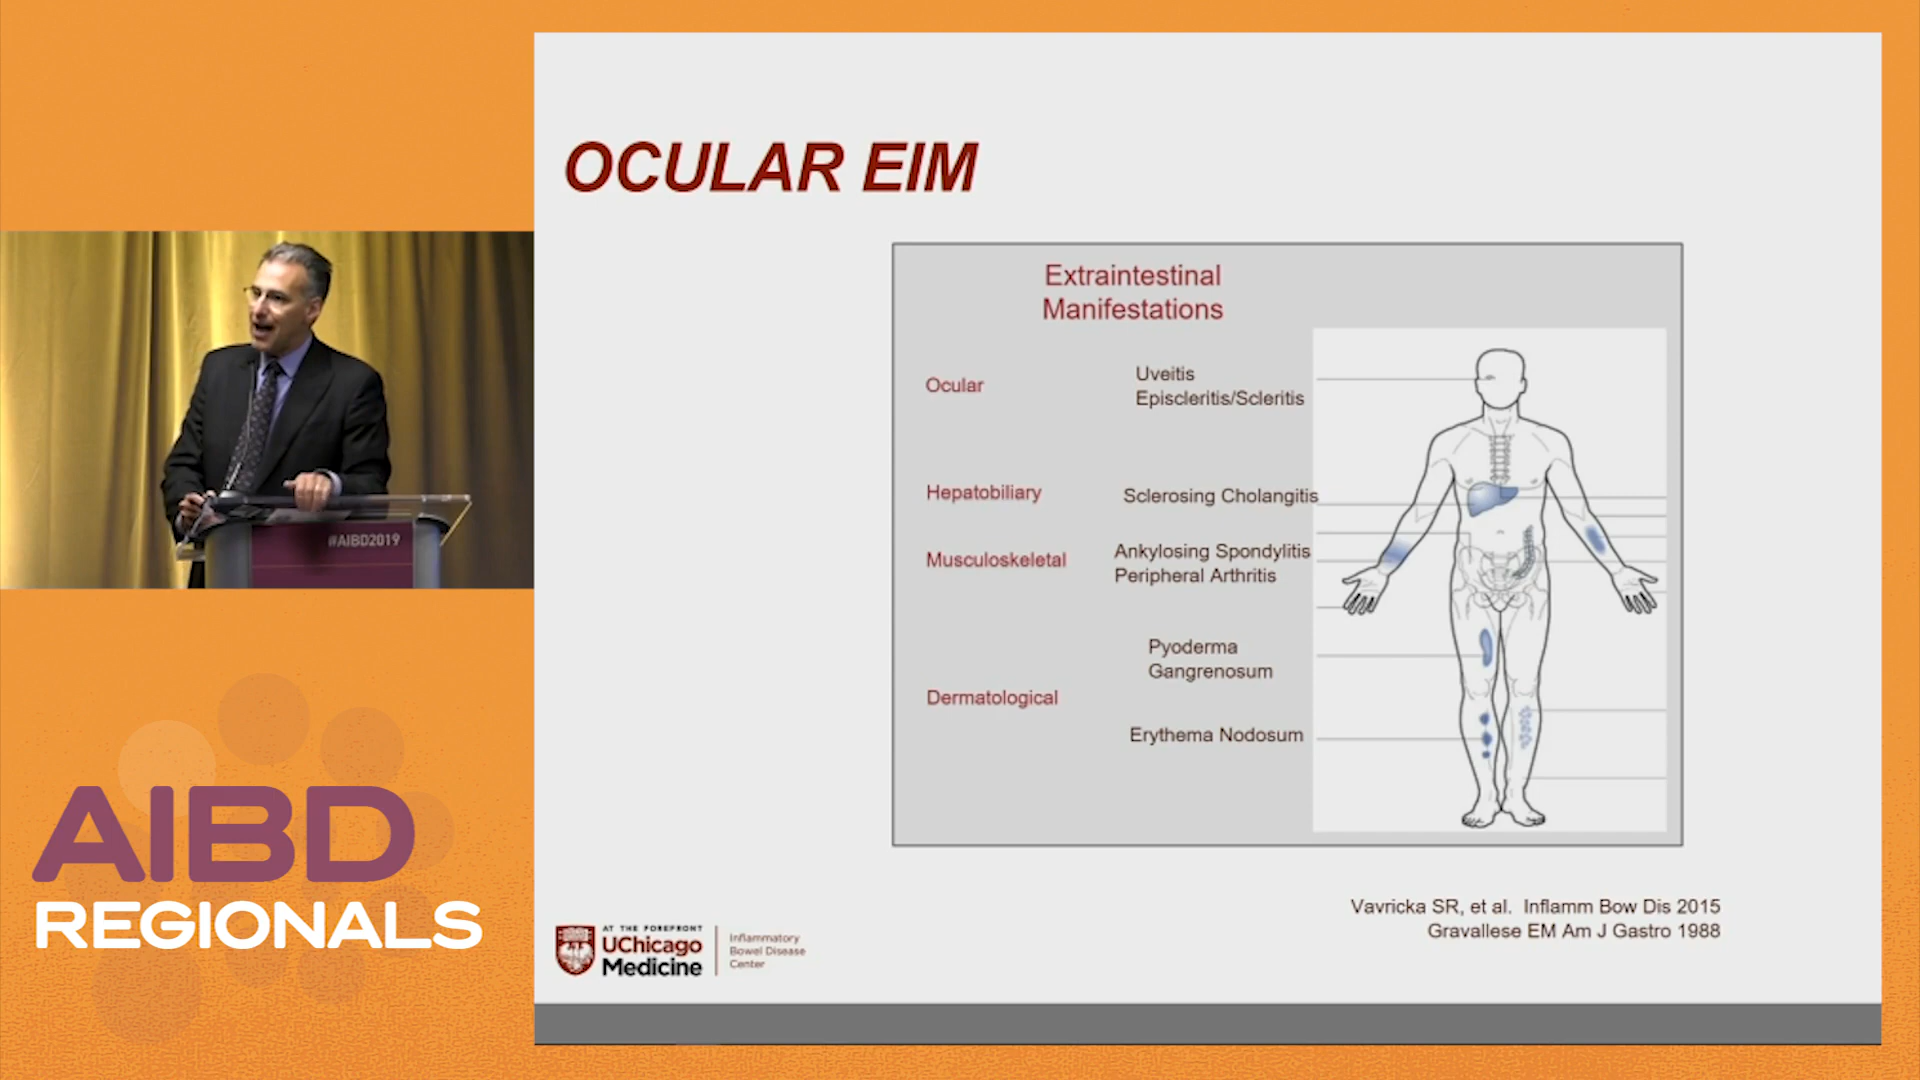 #AIBD2019
AIBD
REGIONALS
OCULAR EIM
Extraintestinal
Manifestations
Ocular
Uveitis
Episcleritis/Scleritis
Hepatobiliary
Sclerosing Cholangitis
Musculoskeletal
Ankylosing Spondylitis
Peripheral Arthritis
Dermatological
Pyoderma
Gangrenosum
Erythema Nodosum
Vavricka SR, et al. Inflamm Bow Dis 2015
Gravallese EM Am J Gastro 1988
AT THE FOREFRONT
UChicago
Medicine
Inflammatory
Bowel Disease
Center